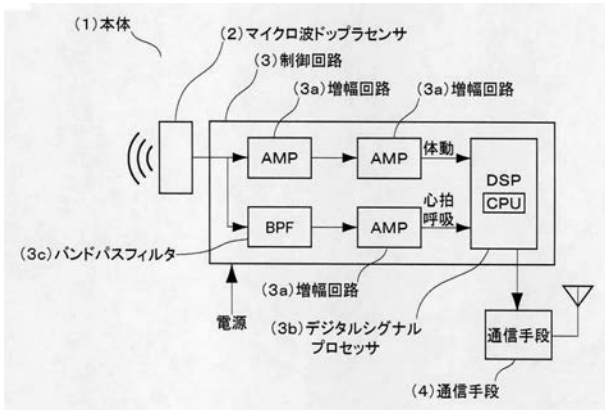 (1)本体
(2)マイクロ波ドップラセンサ
(3)制御回路
(3a)増幅回路
(3a)増幅回路
AMP
AMP
体動
DSP
CPU
心拍
呼吸
BPF
AMP
(3c)バンドパスフィルタ
(3a)増幅回路
電源
(3b)デジタルシグナル
プロセッサ
通信手段
(4)通信手段